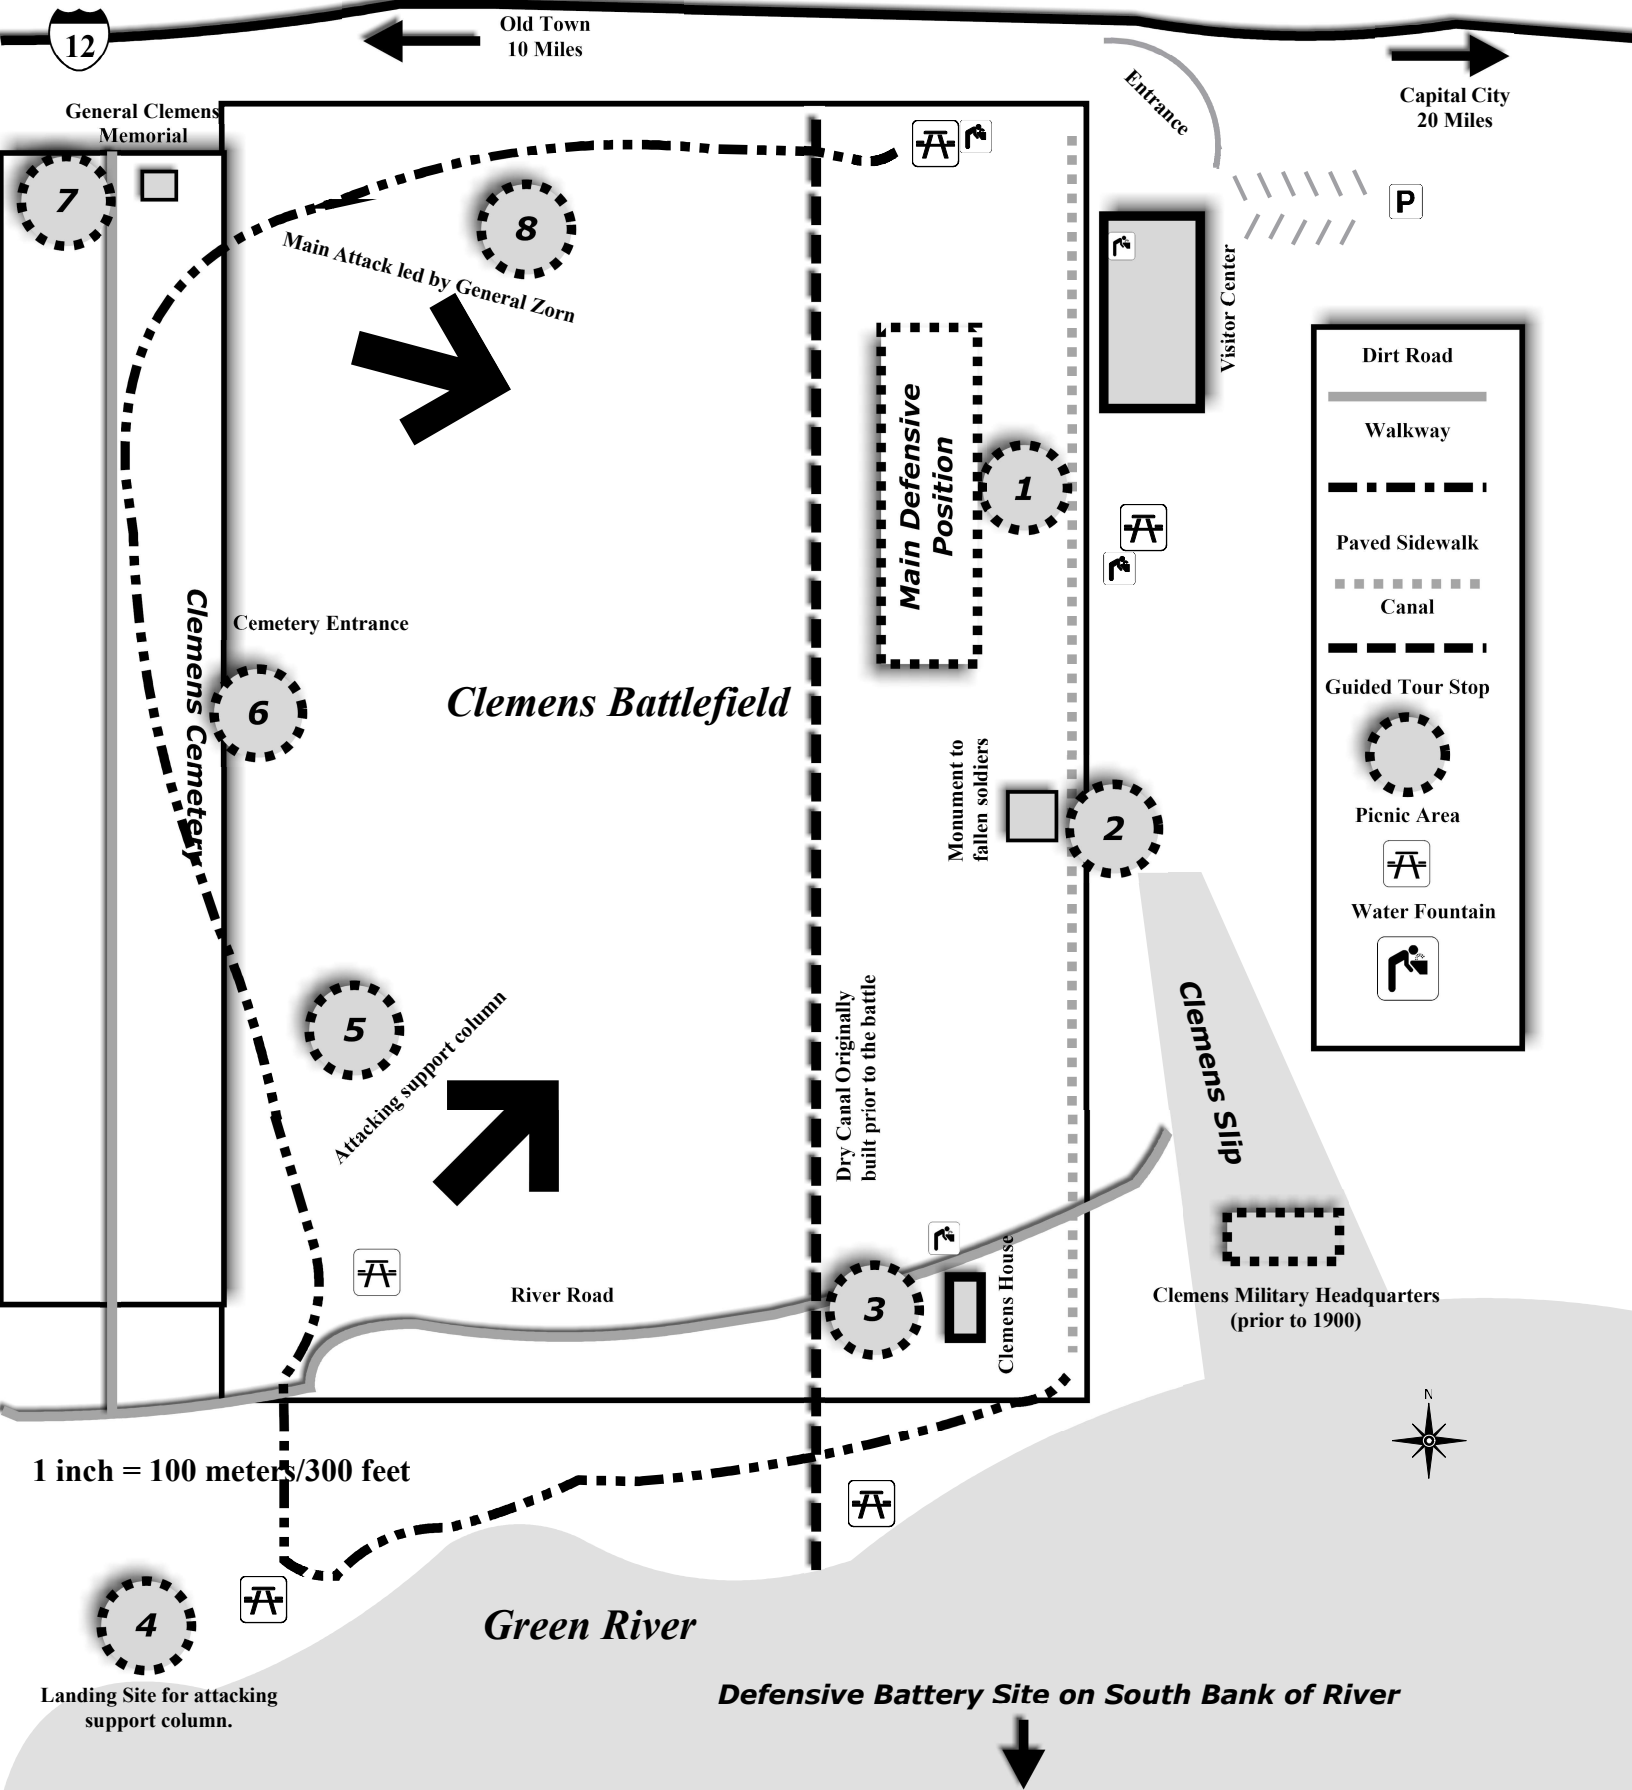 12
Old Town
10 Miles
Entrance
Capital City
20 Miles
General Clemens
Memorial
7
8
Main Attack led by General Zorn
P
Visitor Center
Main Defensive
Position
1
Dirt Road
Walkway
Paved Sidewalk
Canal
Guided Tour Stop
Picnic Area
Water Fountain
Clemens Cemetery
Cemetery Entrance
6
Clemens Battlefield
Monument to
fallen soldiers
2
5
Attacking support column
Dry Canal Originally
built prior to the battle
Clemens Slip
River Road
3
Clemens House
Clemens Military Headquarters
(prior to 1900)
N
1 inch = 100 meters/300 feet
4
Landing Site for attacking
support column.
Green River
Defensive Battery Site on South Bank of River